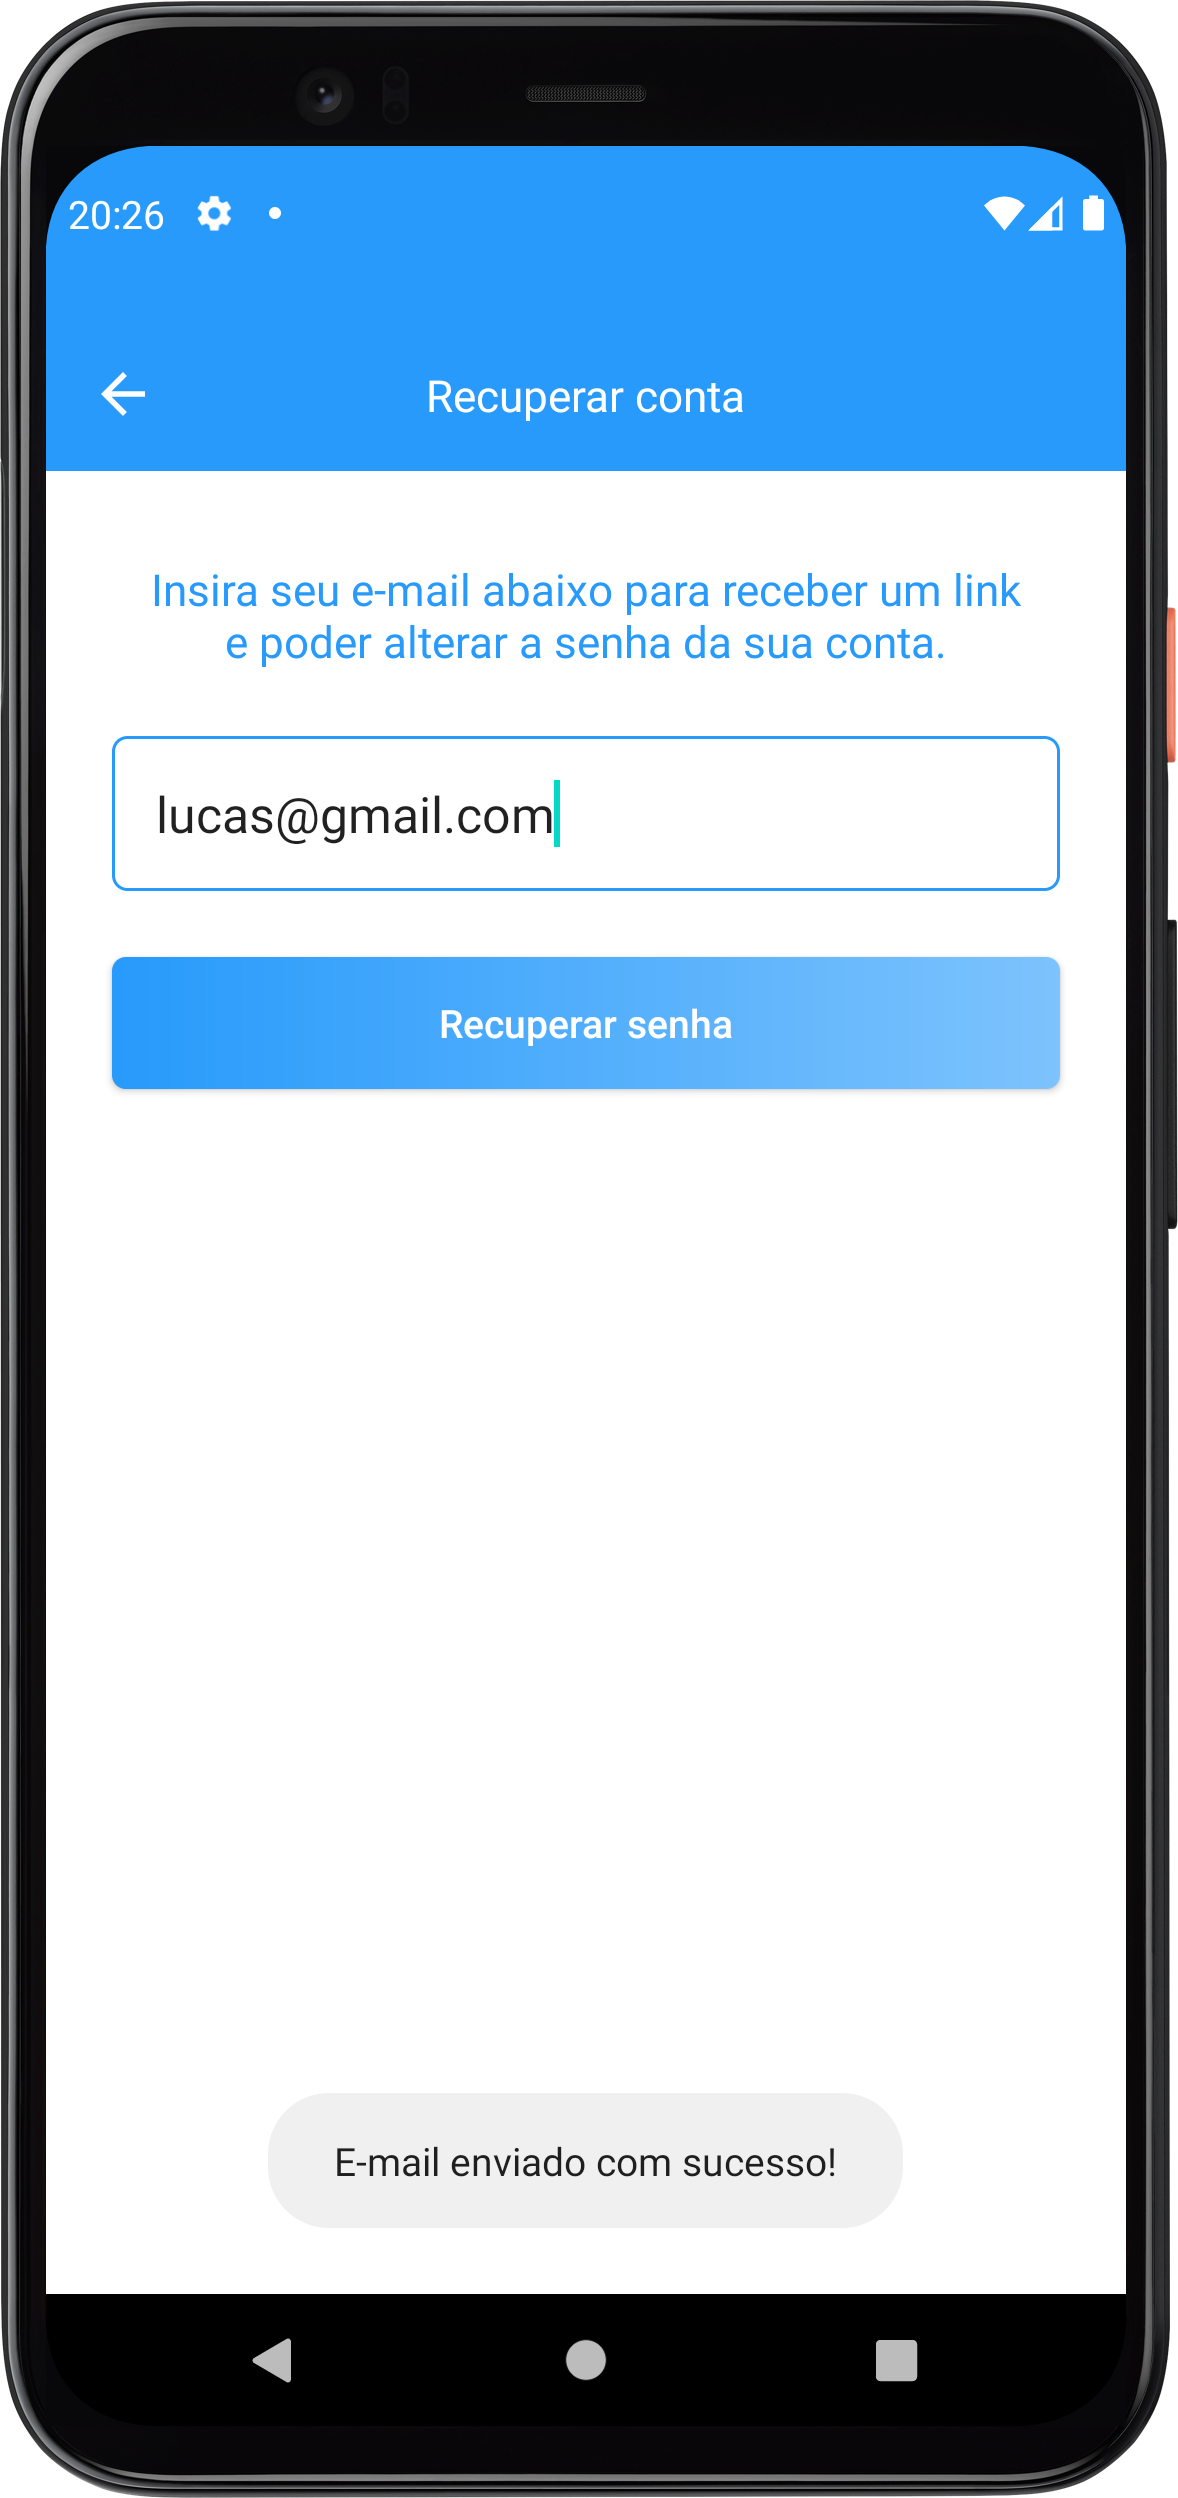 20:26
Recuperar conta
Insira seu e-mail abaixo para receber um link
e poder alterar a senha da sua conta.
lucas@gmail.com
Recuperar senha
E-mail enviado com sucesso!